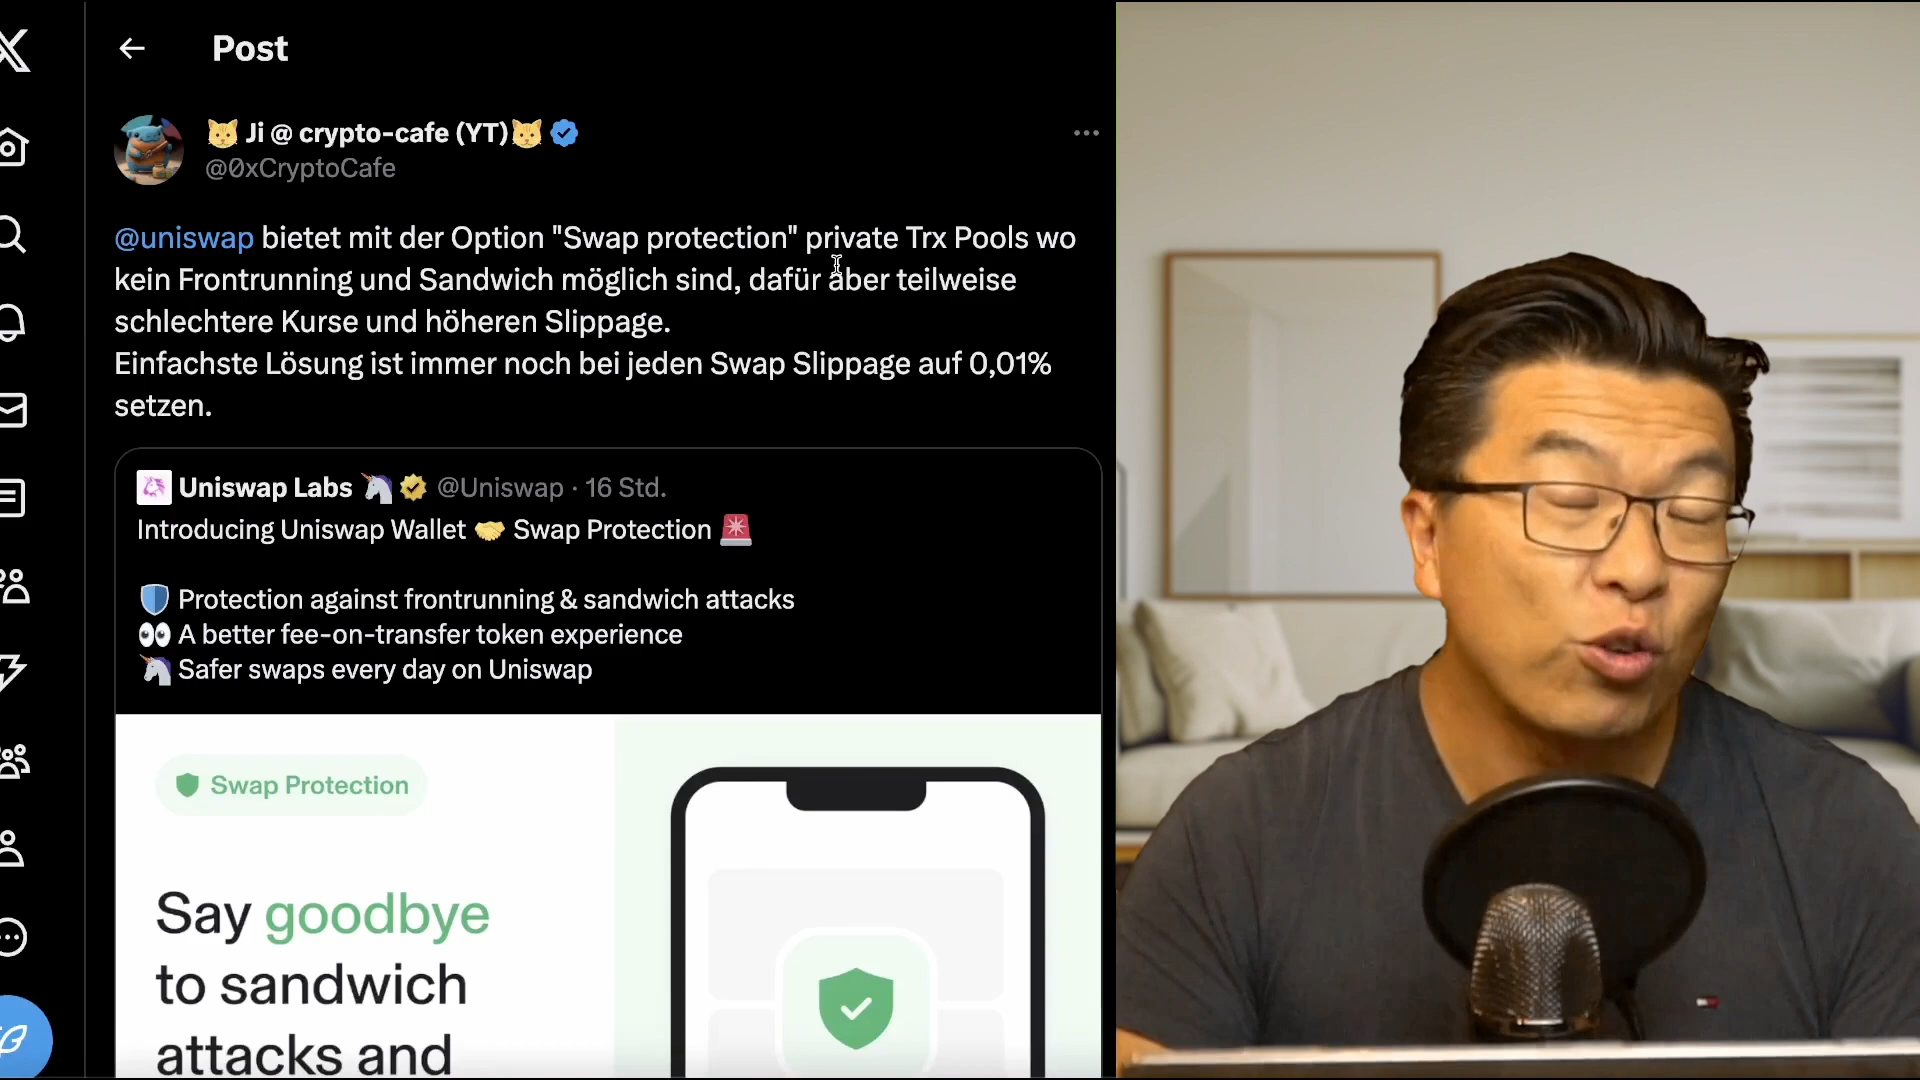 Post
🐱 Ji @ crypto-cafe (YT)🐱
@0xCryptoCafe
@uniswap bietet mit der Option "Swap protection" private Trx Pools wo
kein Frontrunning und Sandwich möglich sind, dafür aber teilweise
schlechtere Kurse und höheren Slippage.
Einfachste Lösung ist immer noch bei jeden Swap Slippage auf 0,01%
setzen.
Uniswap Labs 🦄 @Uniswap · 16 Std.
Introducing Uniswap Wallet 🤝 Swap Protection 🚨
🛡️ Protection against frontrunning & sandwich attacks
👀 A better fee-on-transfer token experience
🦄 Safer swaps every day on Uniswap
Swap Protection
Say goodbye
to sandwich
attacks and